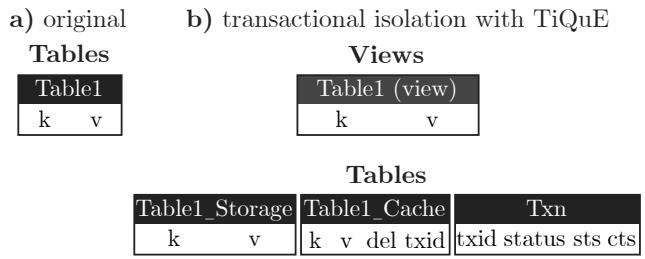 a) original
b) transactional isolation with TiQuE
Tables
Table1
k v
Views
Table1 (view)
k v
Tables
Table1_Storage
k v
Table1_Cache
k v del txid
Txn
txid status sts cts